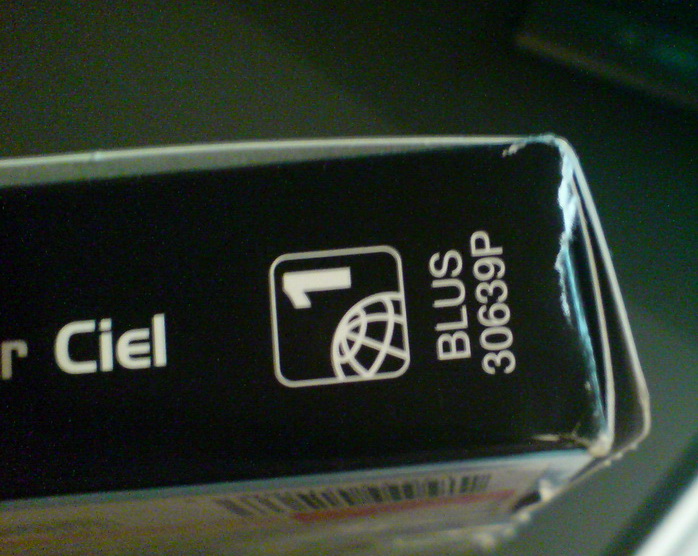 r Ciel
1
BLUS
30639P